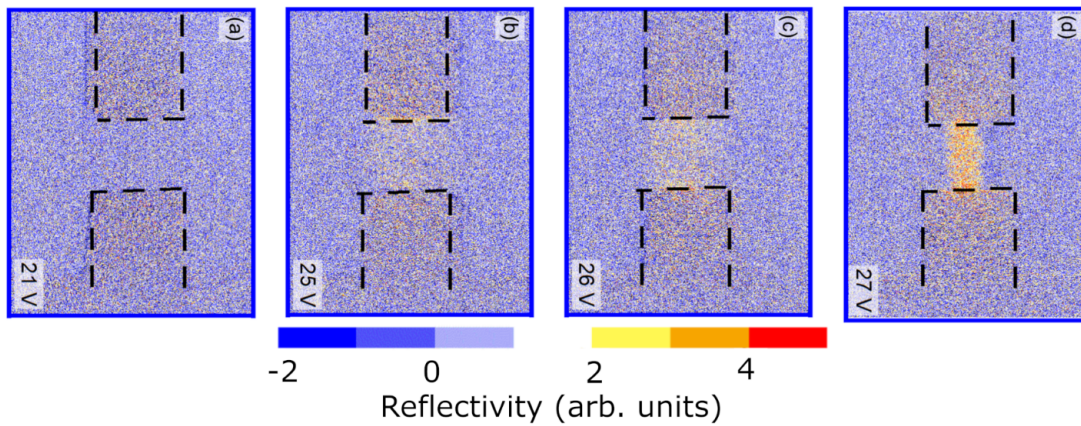 (a)
(b)
(c)
(d)
21 V
25 V
26 V
27 V
-2 0 2 4
Reflectivity (arb. units)